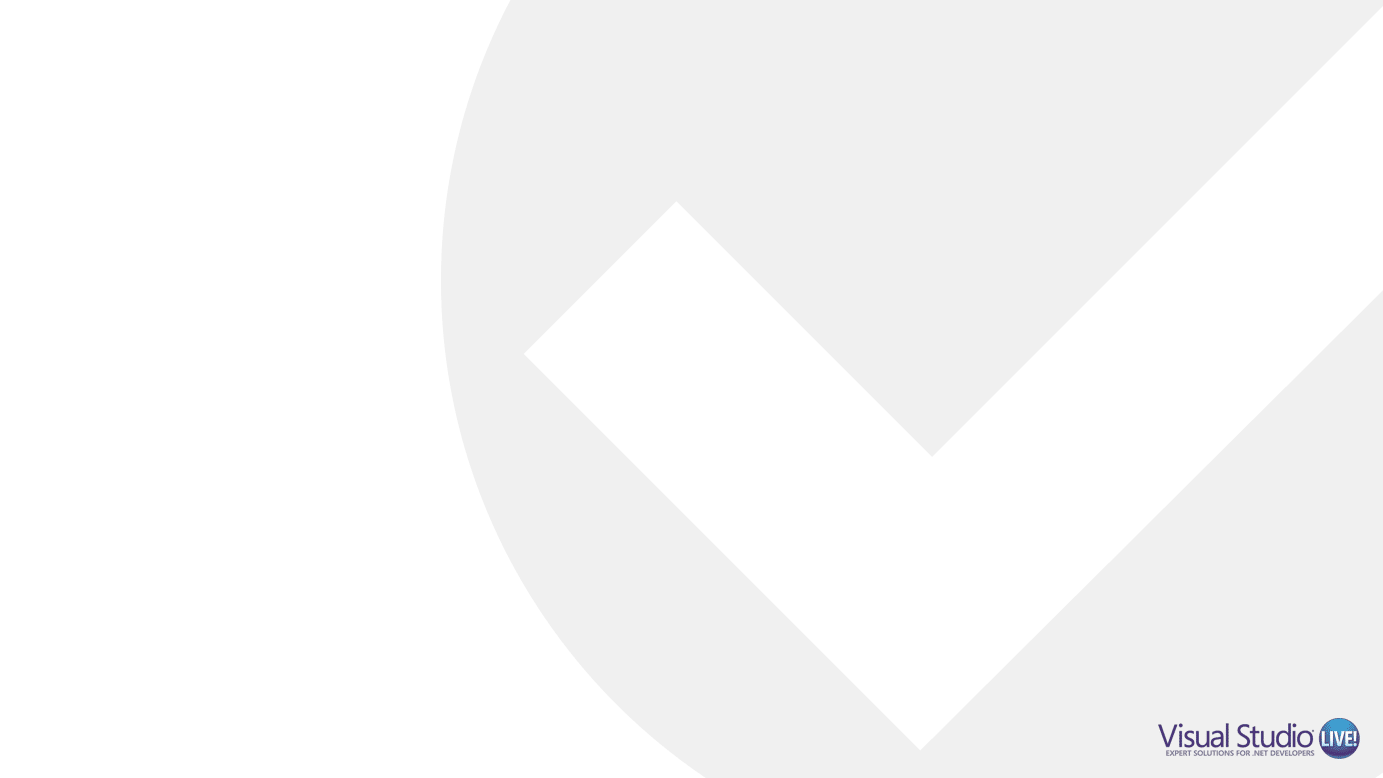 Visual Studio® LIVE!
EXPERT SOLUTIONS FOR .NET DEVELOPERS